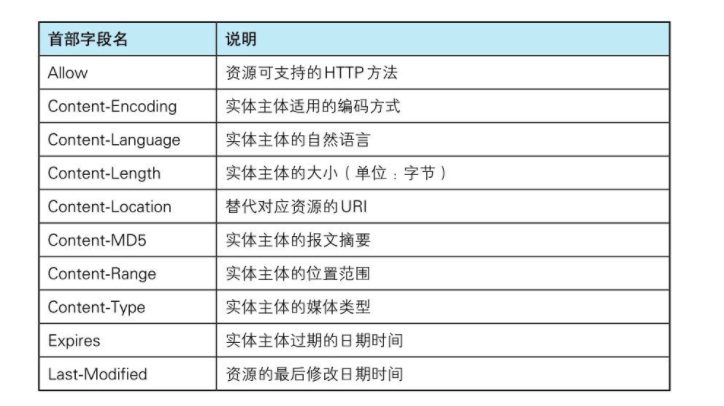 首部字段名 说明
Allow 资源可支持的HTTP方法
Content-Encoding 实体主体适用的编码方式
Content-Language 实体主体的自然语言
Content-Length 实体主体的大小（单位：字节）
Content-Location 替代对应资源的URI
Content-MD5 实体主体的报文摘要
Content-Range 实体主体的位置范围
Content-Type 实体主体的媒体类型
Expires 实体主体过期的日期时间
Last-Modified 资源的最后修改日期时间